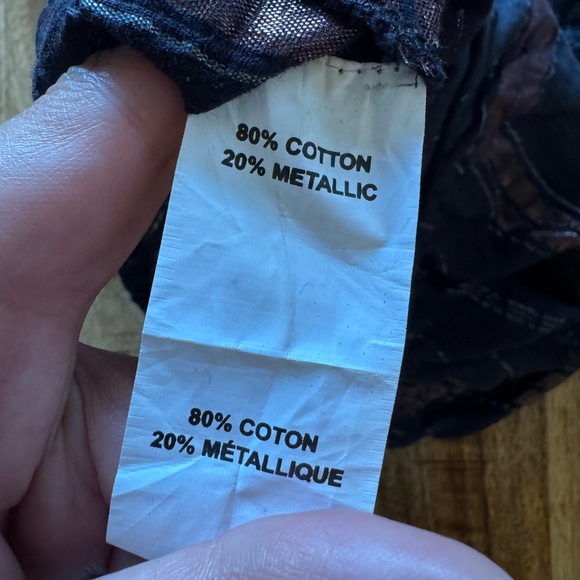 80% COTTON
20% METALLIC
80% COTON
20% MÉTALLIQUE